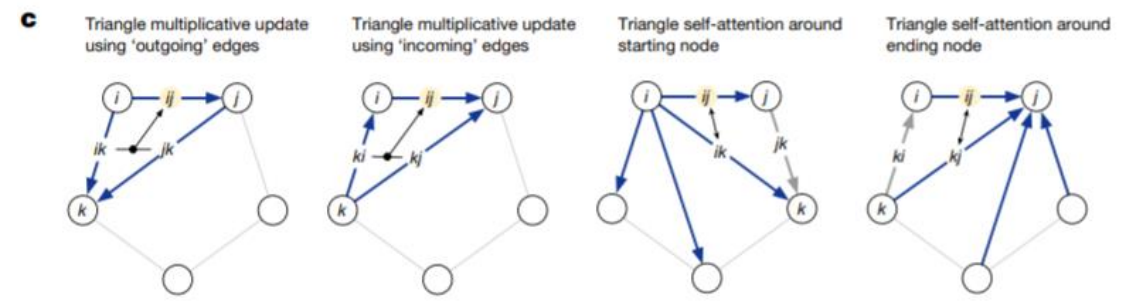 c
Triangle multiplicative update
using ‘outgoing’ edges
Triangle multiplicative update
using ‘incoming’ edges
Triangle self-attention around
starting node
Triangle self-attention around
ending node
i
ij
j
ik
jk
k
i
ij
j
ki
kj
k
i
ij
j
ik
jk
k
i
ij
j
ki
kj
k